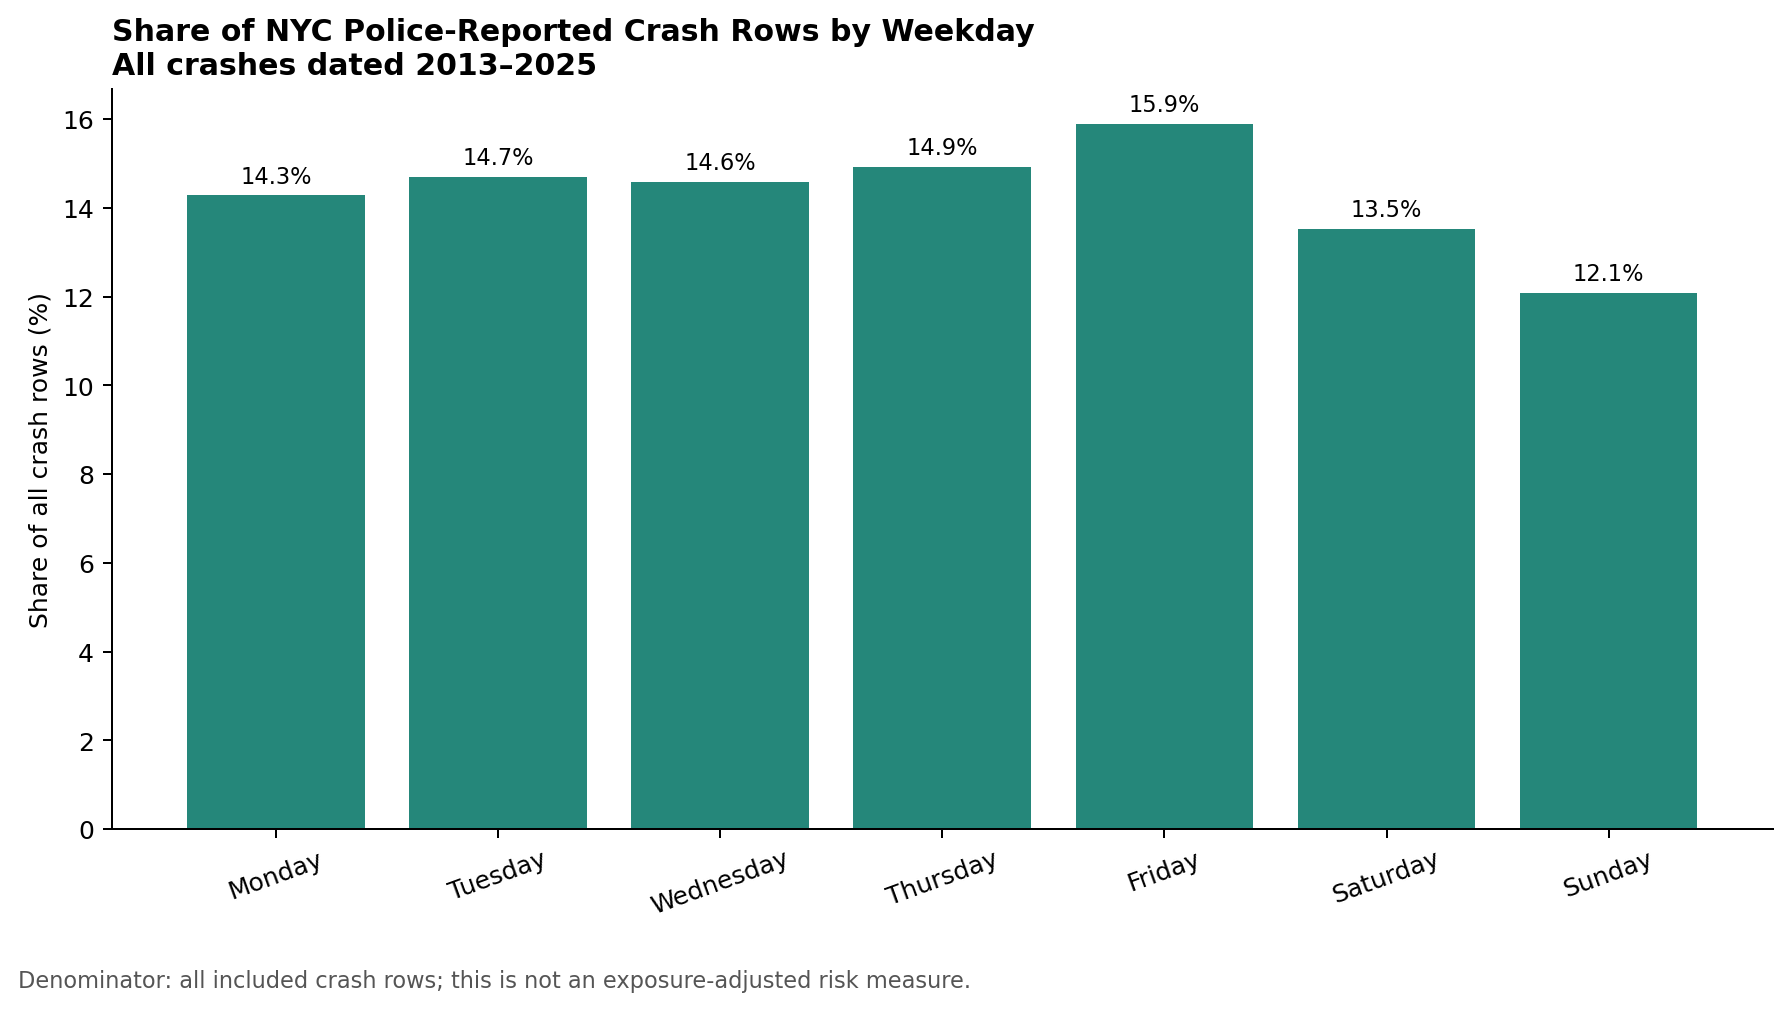 Share of NYC Police-Reported Crash Rows by Weekday
All crashes dated 2013–2025
Share of all crash rows (%)
16
14
12
10
8
6
4
2
0
14.3%
14.7%
14.6%
14.9%
15.9%
13.5%
12.1%
Monday
Tuesday
Wednesday
Thursday
Friday
Saturday
Sunday
Denominator: all included crash rows; this is not an exposure-adjusted risk measure.